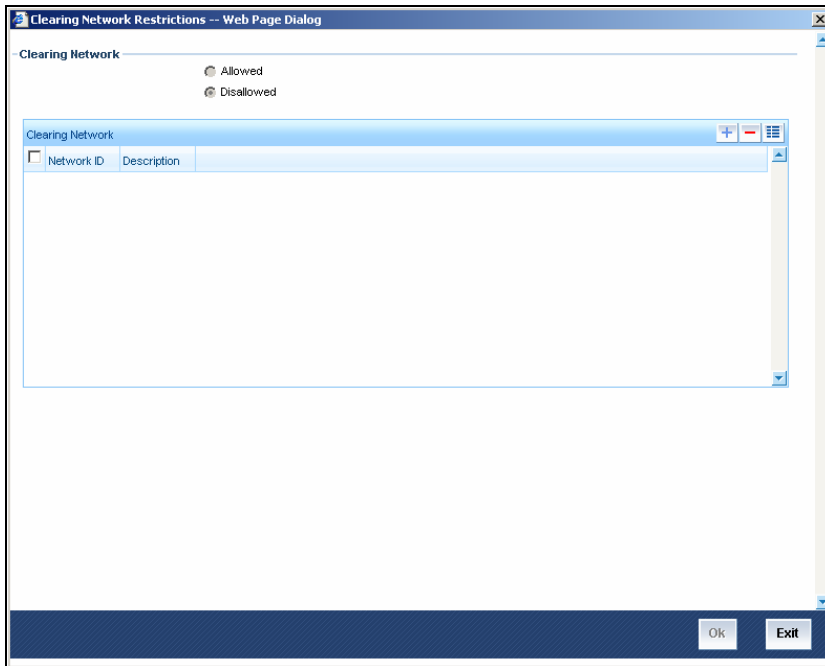 Clearing Network Restrictions -- Web Page Dialog
Clearing Network
Allowed
Disallowed
Clearing Network
Network ID Description
Ok Exit